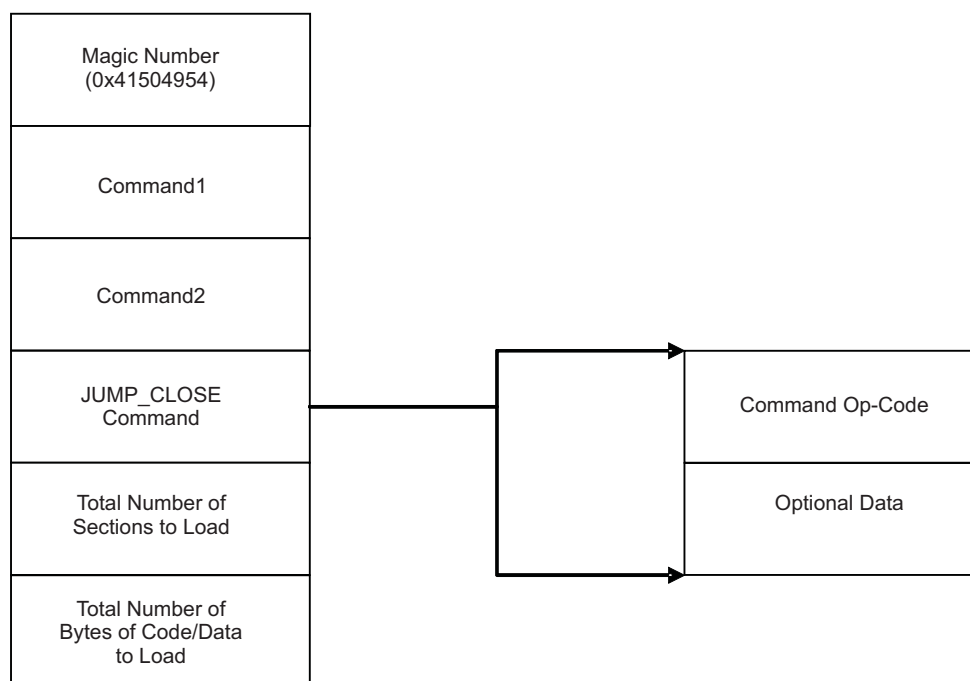 Magic Number
(0x41504954)
Command1
Command2
JUMP_CLOSE
Command
Total Number of
Sections to Load
Total Number of
Bytes of Code/Data
to Load
Command Op-Code
Optional Data